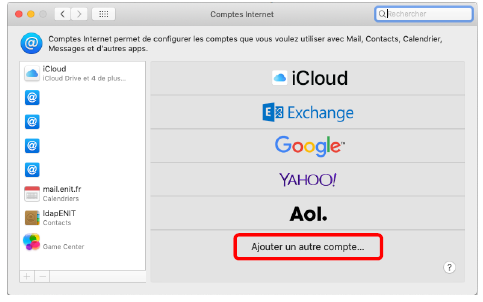 Comptes Internet
Rechercher
Comptes Internet permet de configurer les comptes que vous voulez utiliser avec Mail, Contacts, Calendrier,
Messages et d'autres apps.
iCloud
iCloud Drive et 4 de plus...
mail.enit.fr
Calendriers
ldapENIT
Contacts
Game Center
iCloud
Exchange
Google™
YAHOO!
Aol.
Ajouter un autre compte...
?